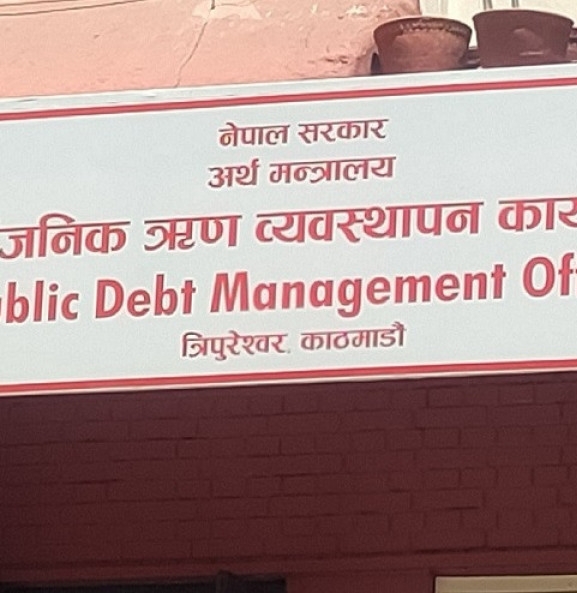 नेपाल सरकार
अर्थ मन्त्रालय
जनिक ऋण व्यवस्थापन कार
blic Debt Management Of
त्रिपुरेश्वर, काठमाडौ